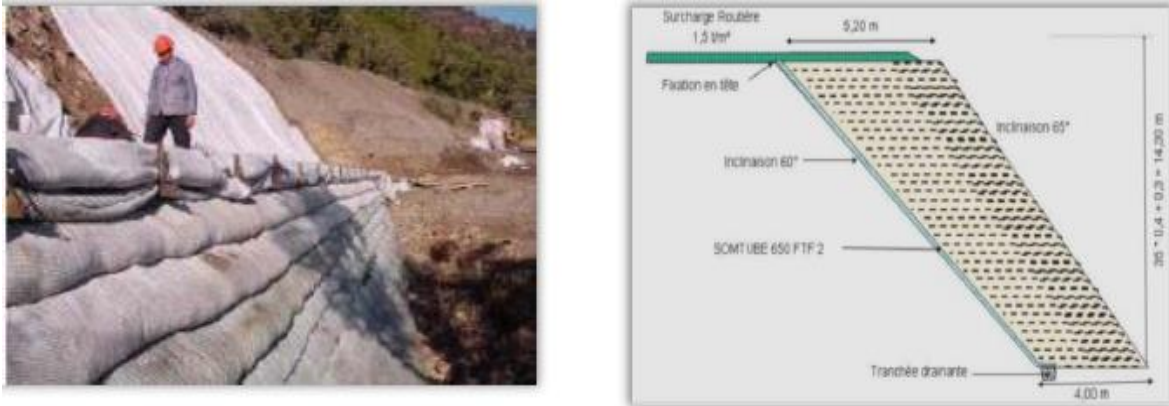 Surcharge Routière
1,5 t/m²
5,20 m
Fixation en tête
Inclinaison 65°
Inclinaison 60°
35 * 0,4 + 0,3 = 14,30 m
SOMTUBE 650 FTF 2
Tranchée drainante
4,00 m